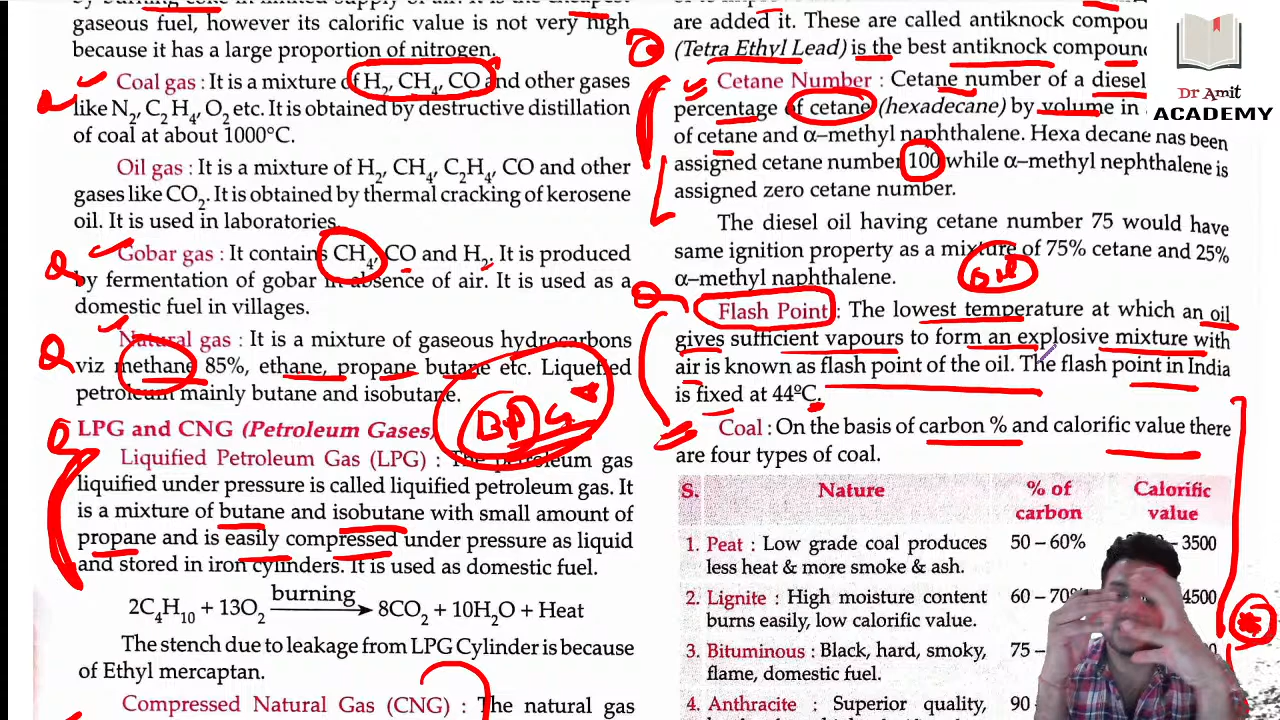 by burning coke in limited supply of air. It is the cheapest
gaseous fuel, however its calorific value is not very high
because it has a large proportion of nitrogen.
Coal gas : It is a mixture of H2, CH4, CO and other gases
like N2, C2H4, O2 etc. It is obtained by destructive distillation
of coal at about 1000°C.
Oil gas : It is a mixture of H2, CH4, C2H4, CO and other
gases like CO2. It is obtained by thermal cracking of kerosene
oil. It is used in laboratories.
Gobar gas : It contains CH4, CO and H2. It is produced
by fermentation of gobar in absence of air. It is used as a
domestic fuel in villages.
Natural gas : It is a mixture of gaseous hydrocarbons
viz methane 85%, ethane, propane butane etc. Liquefied
petroleum mainly butane and isobutane.
LPG and CNG (Petroleum Gases)
Liquified Petroleum Gas (LPG) : The petroleum gas
liquified under pressure is called liquified petroleum gas. It
is a mixture of butane and isobutane with small amount of
propane and is easily compressed under pressure as liquid
and stored in iron cylinders. It is used as domestic fuel.
2C4H10 + 13O2 burning 8CO2 + 10H2O + Heat
The stench due to leakage from LPG Cylinder is because
of Ethyl mercaptan.
Compressed Natural Gas (CNG) : The natural gas
are added it. These are called antiknock compou
(Tetra Ethyl Lead) is the best antiknock compoun
Cetane Number : Cetane number of a diesel
percentage of cetane (hexadecane) by volume in
of cetane and α–methyl naphthalene. Hexa decane has been
assigned cetane number 100 while α–methyl nephthalene is
assigned zero cetane number.
The diesel oil having cetane number 75 would have
same ignition property as a mixture of 75% cetane and 25%
α–methyl naphthalene.
Flash Point : The lowest temperature at which an oil
gives sufficient vapours to form an explosive mixture with
air is known as flash point of the oil. The flash point in India
is fixed at 44°C.
Coal : On the basis of carbon % and calorific value there
are four types of coal.
S. Nature % of carbon Calorific value
1. Peat : Low grade coal produces 50 – 60% 3500
less heat & more smoke & ash.
2. Lignite : High moisture content 60 – 70% 4500
burns easily, low calorific value.
3. Bituminous : Black, hard, smoky, 75 –
flame, domestic fuel.
4. Anthracite : Superior quality, 90
Dr Amit
ACADEMY